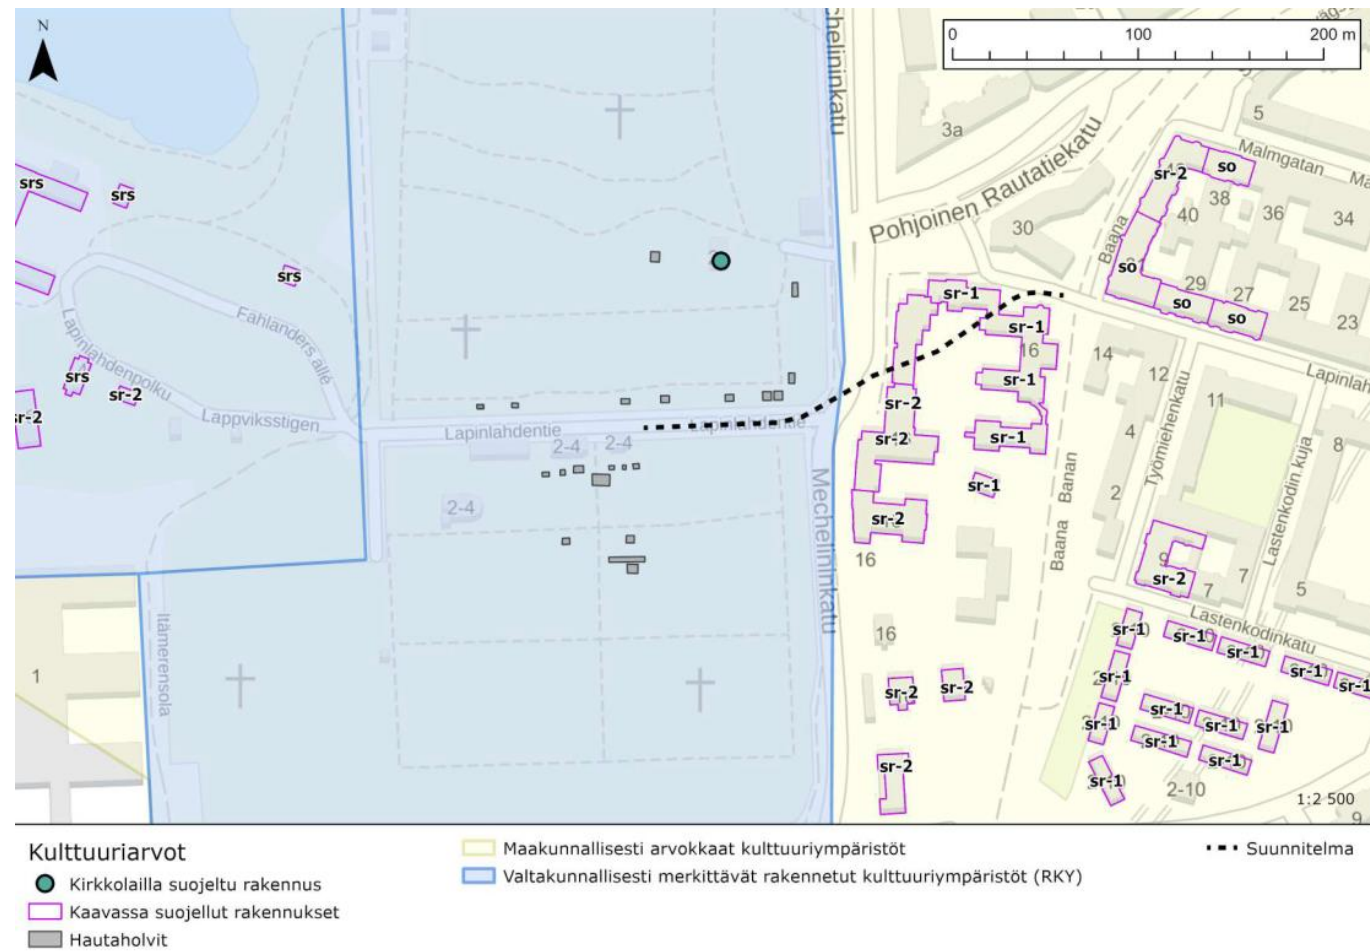 N
0 100 200 m
chelininkatu
Pohjoinen Rautatiekatu
3a
5
Malmgatan
Ma
srs
srs
srs
srs
sr-2
sr-2
Fahlanders allé
Lapinlahdenpolku
Lappviksstigen
Lapinlahdentie
Lapinlahdentie
2-4
2-4
2-4
Mechelininkatu
Itämerensola
1
30
Baana
sr-2
so
38
40
36
34
so
29
so
27
so
25
23
Lapinlah
sr-1
sr-1
16
sr-1
sr-2
sr-2
sr-1
sr-1
sr-2
16
16
sr-2
sr-2
sr-2
Baana Banan
14
12
4
2
Työmiehenkatu
11
8
Lastenkodin kuja
9
sr-2
7
7
5
Lastenkodinkatu
sr-1
sr-1
sr-1
sr-1
sr-1
sr-1
sr-1
sr-1
sr-1
sr-1
sr-1
sr-1
2-10
1:2 500
9
Kulttuuriarvot
Kirkkolailla suojeltu rakennus
Kaavassa suojellut rakennukset
Hautaholvit
Maakunnallisesti arvokkaat kulttuuriympäristöt
Valtakunnallisesti merkittävät rakennetut kulttuuriympäristöt (RKY)
Suunnitelma